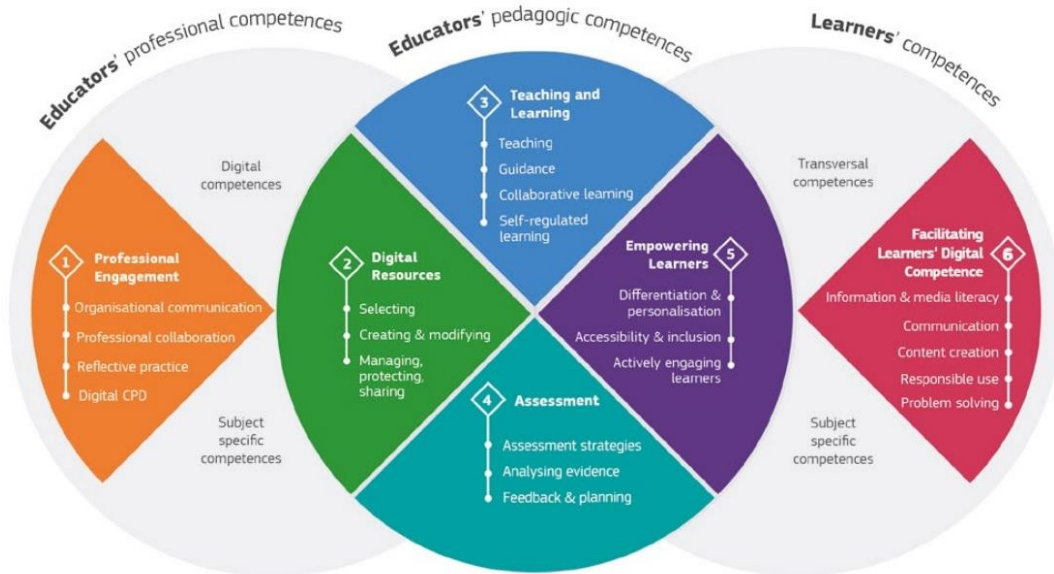 Educators' professional competences
Educators' pedagogic competences
Learners' competences
Digital
competences
Subject
specific
competences
1
Professional
Engagement
Organisational communication
Professional collaboration
Reflective practice
Digital CPD
2
Digital
Resources
Selecting
Creating & modifying
Managing,
protecting,
sharing
3
Teaching and
Learning
Teaching
Guidance
Collaborative learning
Self-regulated
learning
4
Assessment
Assessment strategies
Analysing evidence
Feedback & planning
Empowering
Learners
5
Differentiation &
personalisation
Accessibility & inclusion
Actively engaging
learners
Transversal
competences
Subject
specific
competences
Facilitating
Learners' Digital
Competence
6
Information & media literacy
Communication
Content creation
Responsible use
Problem solving